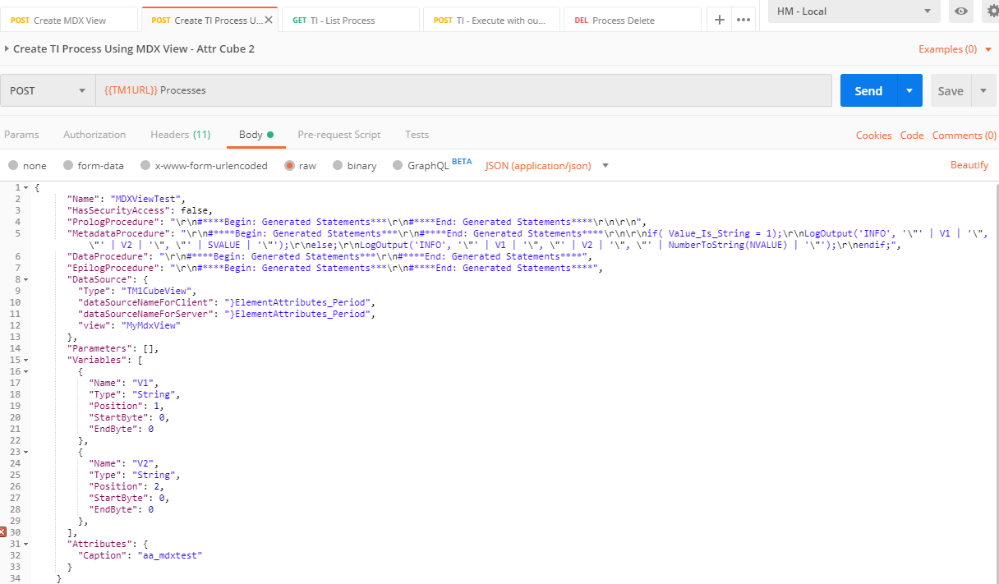 POST Create MDX View POST Create TI Process U... GET TI - List Process POST TI - Execute with ou... DEL Process Delete HM - Local
Create TI Process Using MDX View - Attr Cube 2 Examples (0)
POST {{TM1URL}} Processes Send Save
Params Authorization Headers (11) Body Pre-request Script Tests Cookies Code Comments (0)
none form-data x-www-form-urlencoded raw binary GraphQL BETA JSON (application/json) Beautify
1 {
2 "Name": "MDXViewTest",
3 "HasSecurityAccess": false,
4 "PrologProcedure": "\r\n#****Begin: Generated Statements***\r\n#****End: Generated Statements****\r\n\r\n",
5 "MetadataProcedure": "\r\n#****Begin: Generated Statements***\r\n#****End: Generated Statements****\r\n\r\nif( Value_Is_String = 1);\r\nLogOutput('INFO', '\"' | V1 | '\",
\"' | V2 | '\", \"' | SVALUE | '\"');\r\nelse;\r\nLogOutput('INFO', '\"' | V1 | '\", \"' | V2 | '\", \"' | NumberToString(NVALUE) | '\"');\r\nendif;",
6 "DataProcedure": "\r\n#****Begin: Generated Statements***\r\n#****End: Generated Statements****",
7 "EpilogProcedure": "\r\n#****Begin: Generated Statements***\r\n#****End: Generated Statements****",
8 "DataSource": {
9 "Type": "TM1CubeView",
10 "dataSourceNameForClient": "}ElementAttributes_Period",
11 "dataSourceNameForServer": "}ElementAttributes_Period",
12 "view": "MyMdxView"
13 },
14 "Parameters": [],
15 "Variables": [
16 {
17 "Name": "V1",
18 "Type": "String",
19 "Position": 1,
20 "StartByte": 0,
21 "EndByte": 0
22 },
23 {
24 "Name": "V2",
25 "Type": "String",
26 "Position": 2,
27 "StartByte": 0,
28 "EndByte": 0
29 },
30 ],
31 "Attributes": {
32 "Caption": "aa_mdxtest"
33 }
34 }